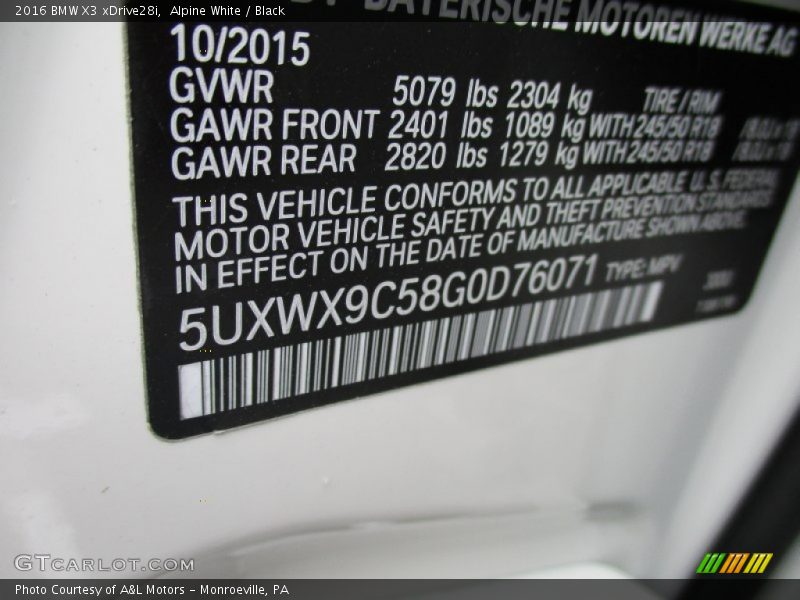 2016 BMW X3 xDrive28i, Alpine White / Black
BAYERISCHE MOTOREN WERKE AG
10/2015
GVWR 5079 lbs 2304 kg TIRE / RIM
GAWR FRONT 2401 lbs 1089 kg WITH 245/50 R18
GAWR REAR 2820 lbs 1279 kg WITH 245/50 R18
THIS VEHICLE CONFORMS TO ALL APPLICABLE U.S. FEDERAL
MOTOR VEHICLE SAFETY AND THEFT PREVENTION STANDARDS
IN EFFECT ON THE DATE OF MANUFACTURE SHOWN ABOVE.
5UXWX9C58G0D76071 TYPE: MPV
GTCARLOT.COM
Photo Courtesy of A&L Motors – Monroeville, PA